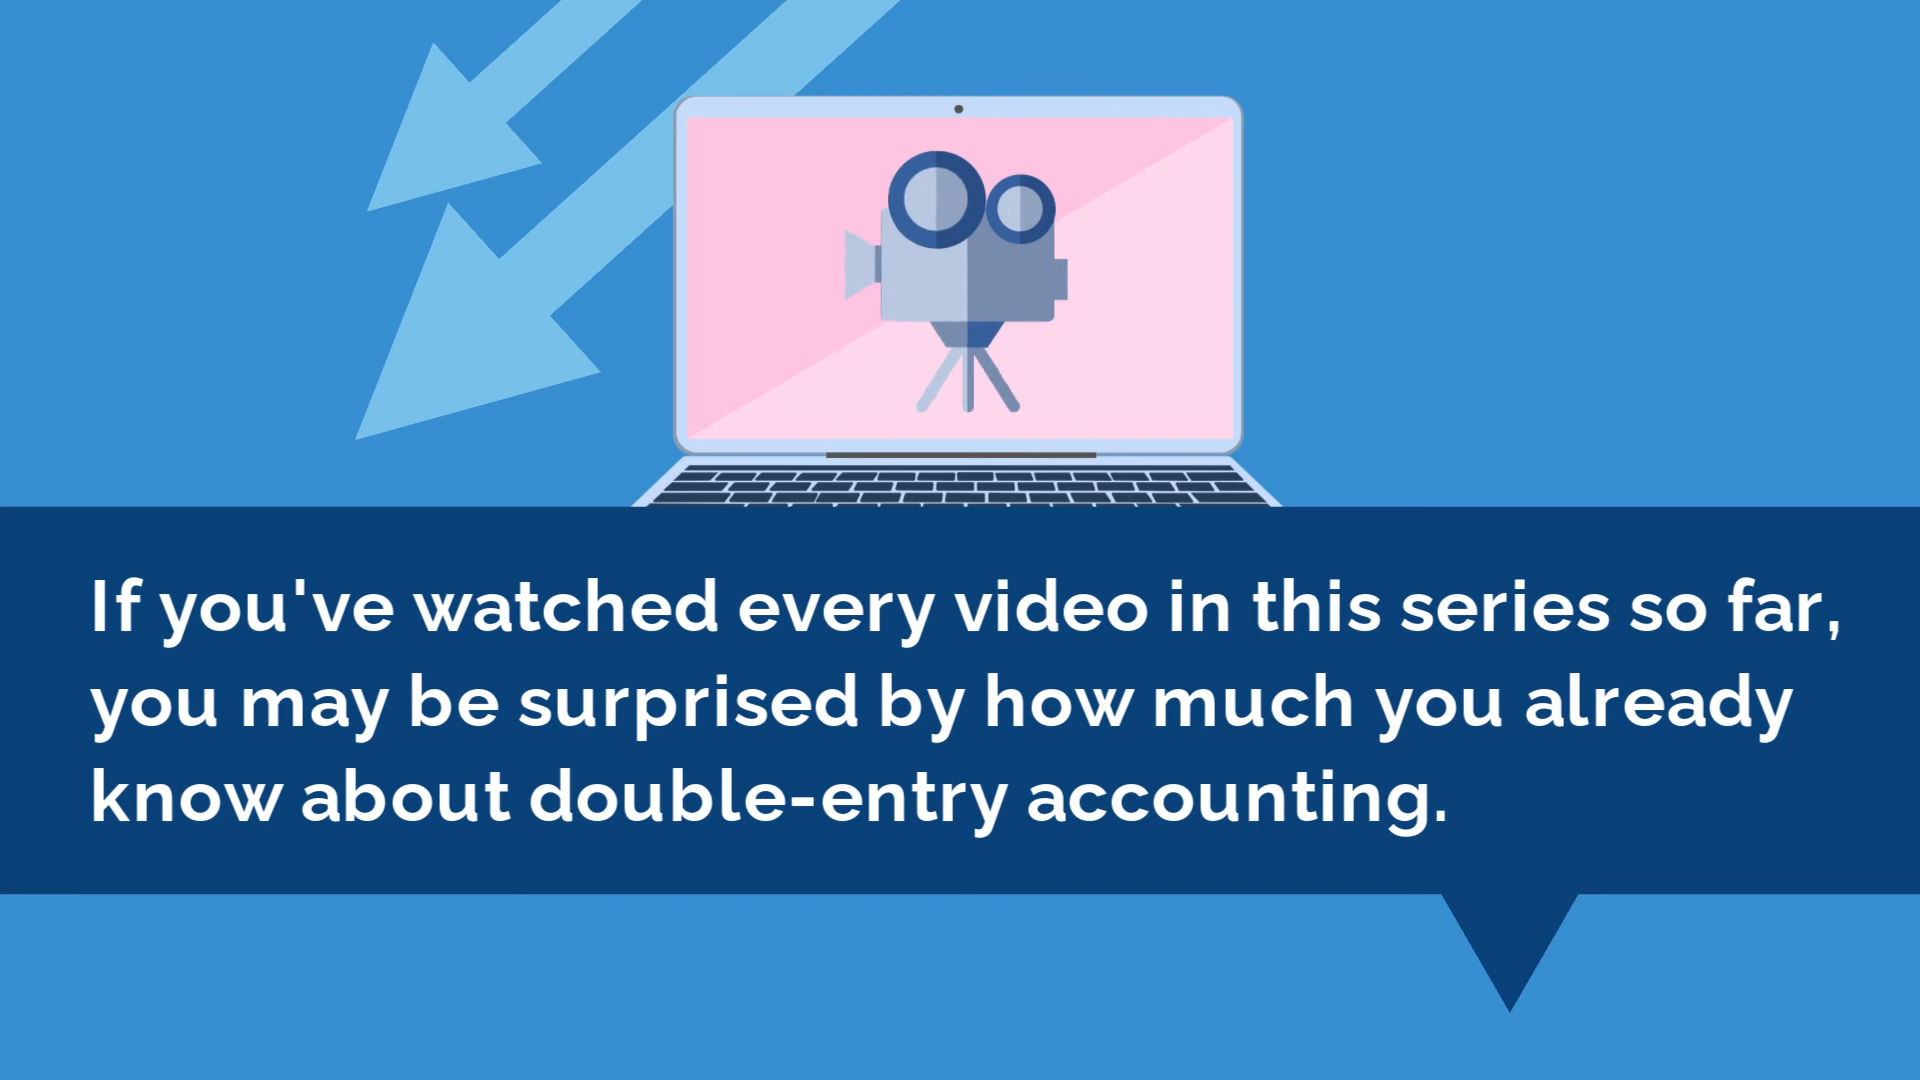 If you've watched every video in this series so far,
you may be surprised by how much you already
know about double-entry accounting.